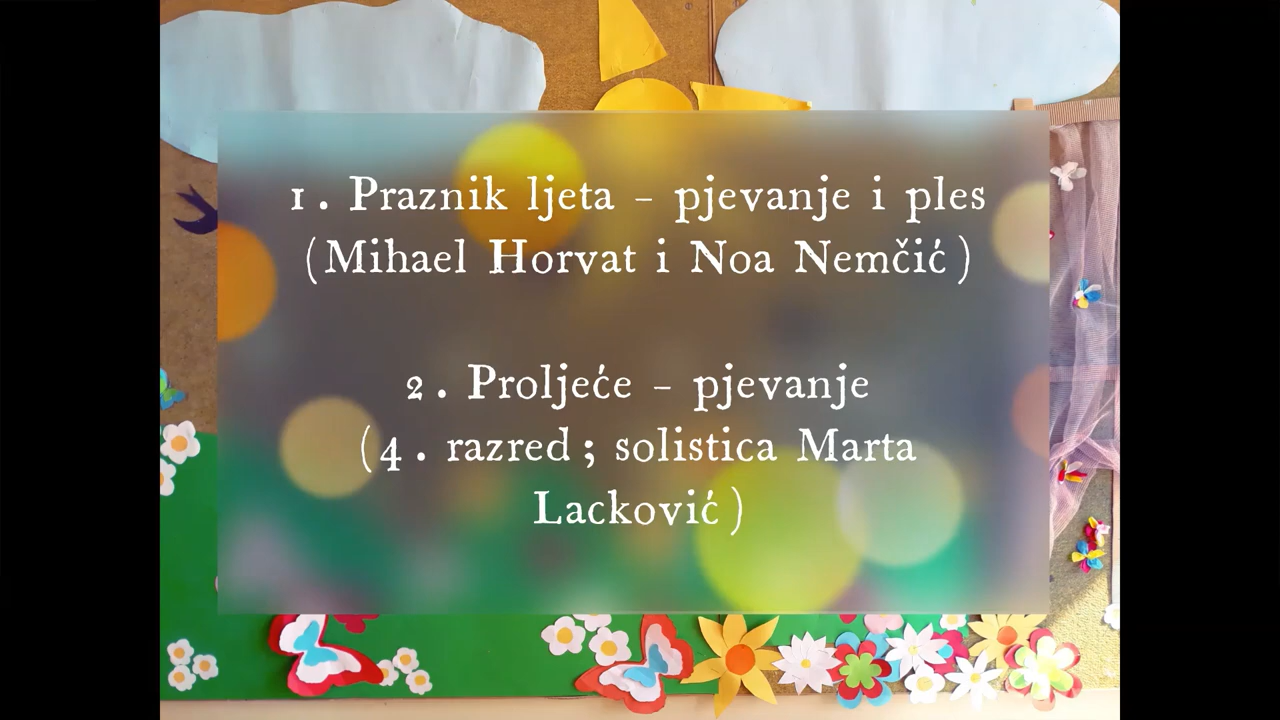 1. Praznik ljeta - pjevanje i ples
(Mihael Horvat i Noa Nemčić)
2. Proljeće - pjevanje
(4. razred; solistica Marta
Lacković)